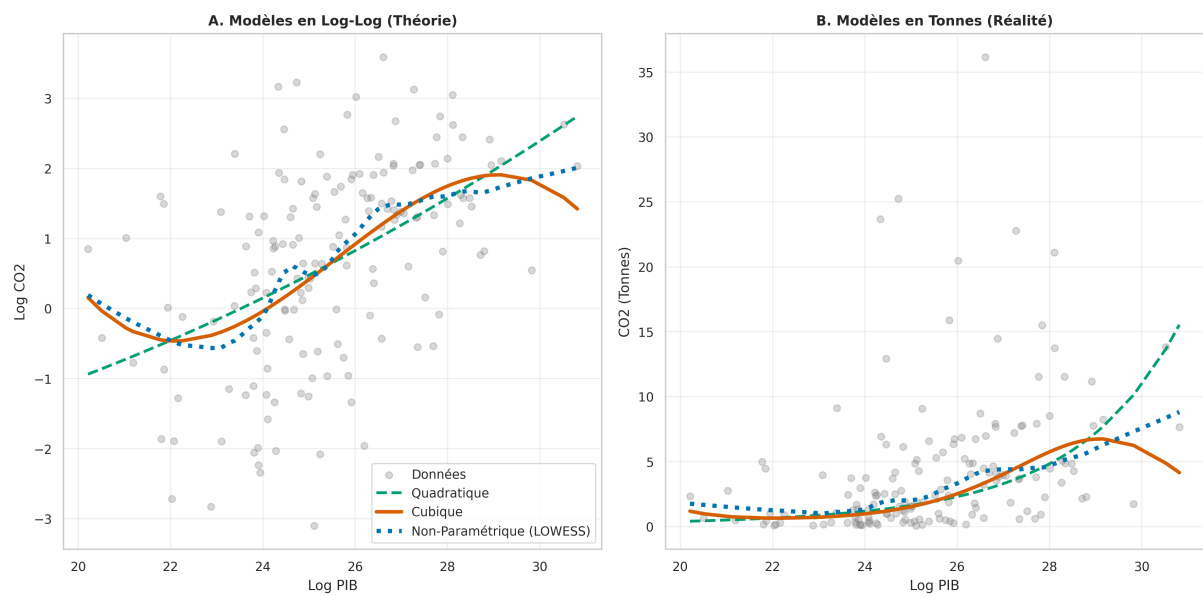 A. Modèles en Log-Log (Théorie)
Log CO2
3
2
1
0
−1
−2
−3
20
22
24
26
28
30
Log PIB
Données
Quadratique
Cubique
Non-Paramétrique (LOWESS)
B. Modèles en Tonnes (Réalité)
CO2 (Tonnes)
35
30
25
20
15
10
5
0
20
22
24
26
28
30
Log PIB